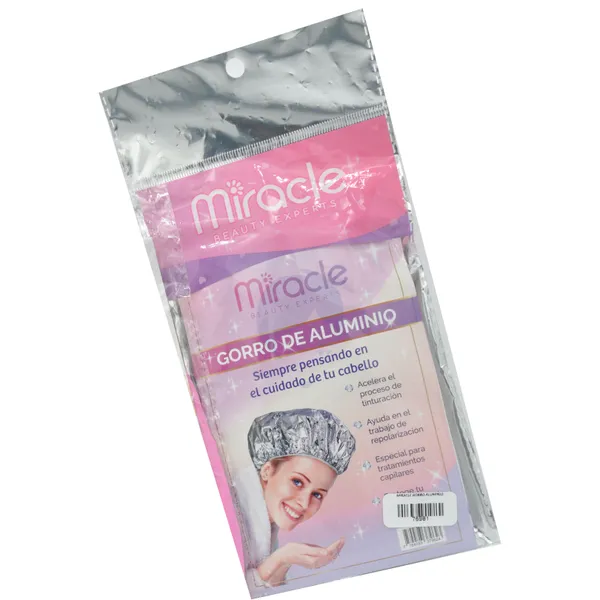 Miracle
BEAUTY EXPERTS
Miracle
BEAUTY EXPERTS
GORRO DE ALUMINIO
Siempre pensando en
el cuidado de tu cabello
Acelera el
proceso de
tinturación
Ayuda en el
trabajo de
repolarización
Especial para
tratamientos
capilares
tu